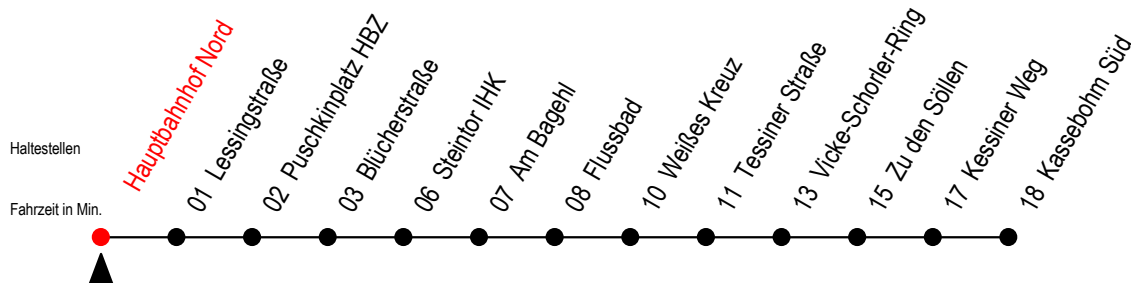 Haltestellen
Fahrzeit in Min.
Hauptbahnhof Nord
01 Lessingstraße
02 Puschkinplatz HBZ
03 Blücherstraße
06 Steintor IHK
07 Am Bagehl
08 Flussbad
10 Weißes Kreuz
11 Tessiner Straße
13 Vicke-Schorler-Ring
15 Zu den Söllen
17 Kessiner Weg
18 Kassebohm Süd